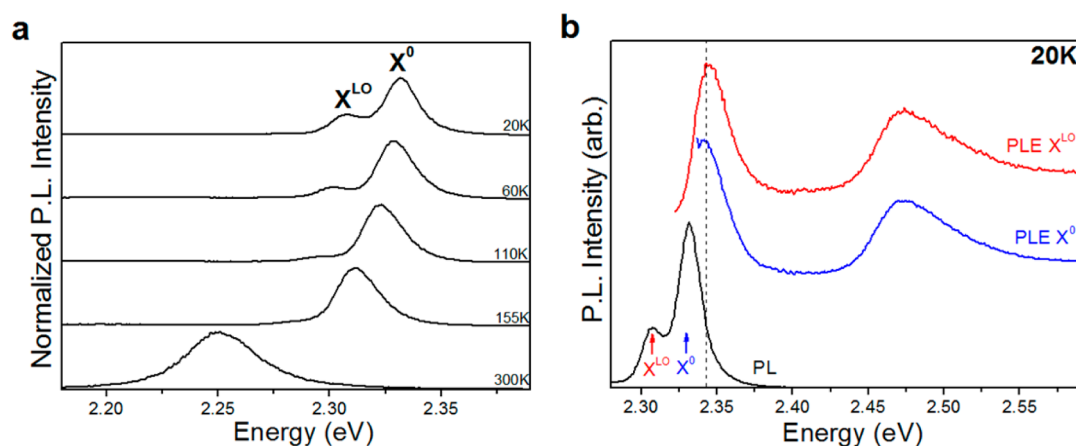 a
Normalized P.L. Intensity
X^LO
X^0
20K
60K
110K
155K
300K
2.20 2.25 2.30 2.35
Energy (eV)
b
20K
P.L. Intensity (arb.)
PLE X^LO
PLE X^0
X^LO
X^0
PL
2.30 2.35 2.40 2.45 2.50 2.55
Energy (eV)